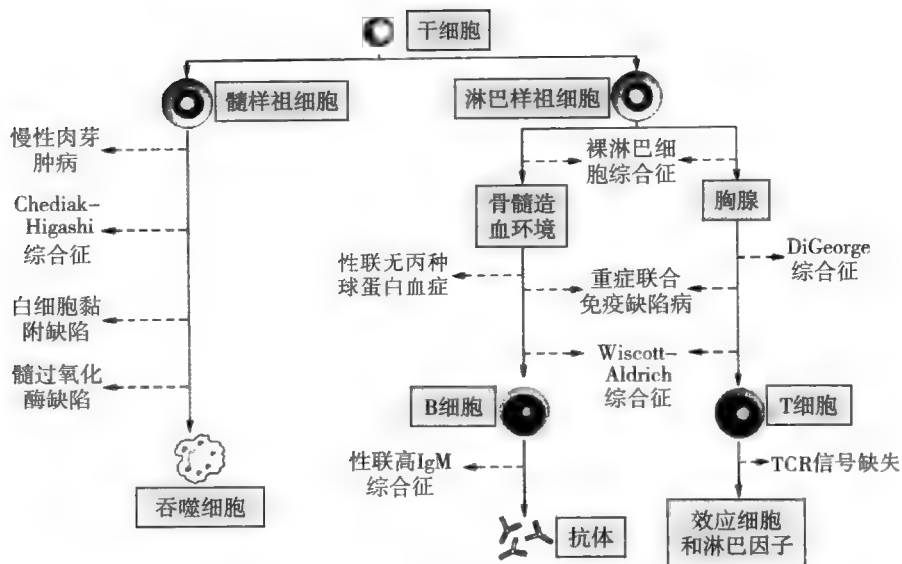 干细胞
髓样祖细胞
淋巴样祖细胞
慢性肉芽
肿病
裸淋巴细
胞综合征
Chediak-
Higashi
综合征
骨髓造
血环境
胸腺
性联无丙种
球蛋白血症
DiGeorge
综合征
重症联合
免疫缺陷病
白细胞黏
附缺陷
Wiscott-
Aldrich
综合征
髓过氧化
酶缺陷
B细胞
T细胞
性联高IgM
综合征
TCR信号缺失
吞噬细胞
抗体
效应细胞
和淋巴因子